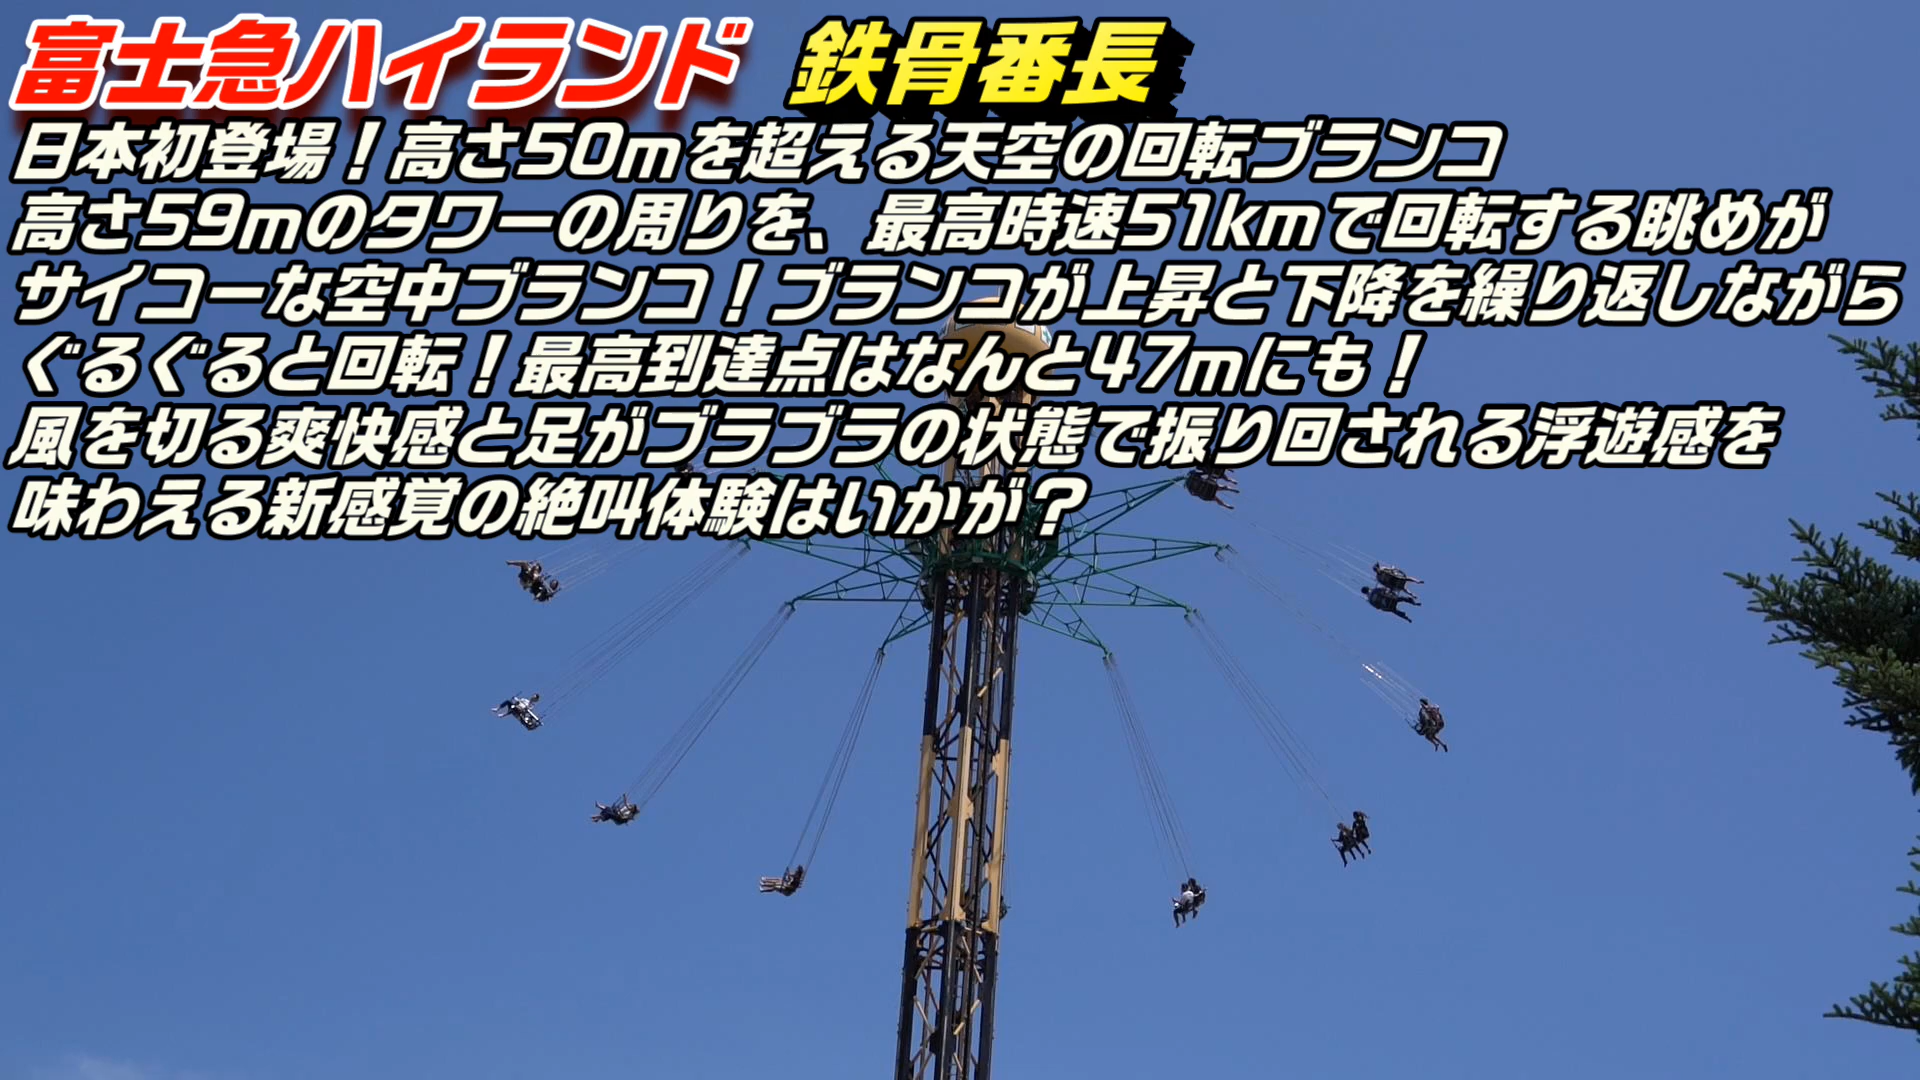 富士急ハイランド 鉄骨番長
日本初登場！高さ50mを超える天空の回転ブランコ
高さ59mのタワーの周りを、最高時速51kmで回転する眺めが
サイコーな空中ブランコ！ブランコが上昇と下降を繰り返しながら
ぐるぐると回転！最高到達点はなんと47mにも！
風を切る爽快感と足がブラブラの状態で振り回される浮遊感を
味わえる新感覚の絶叫体験はいかが？